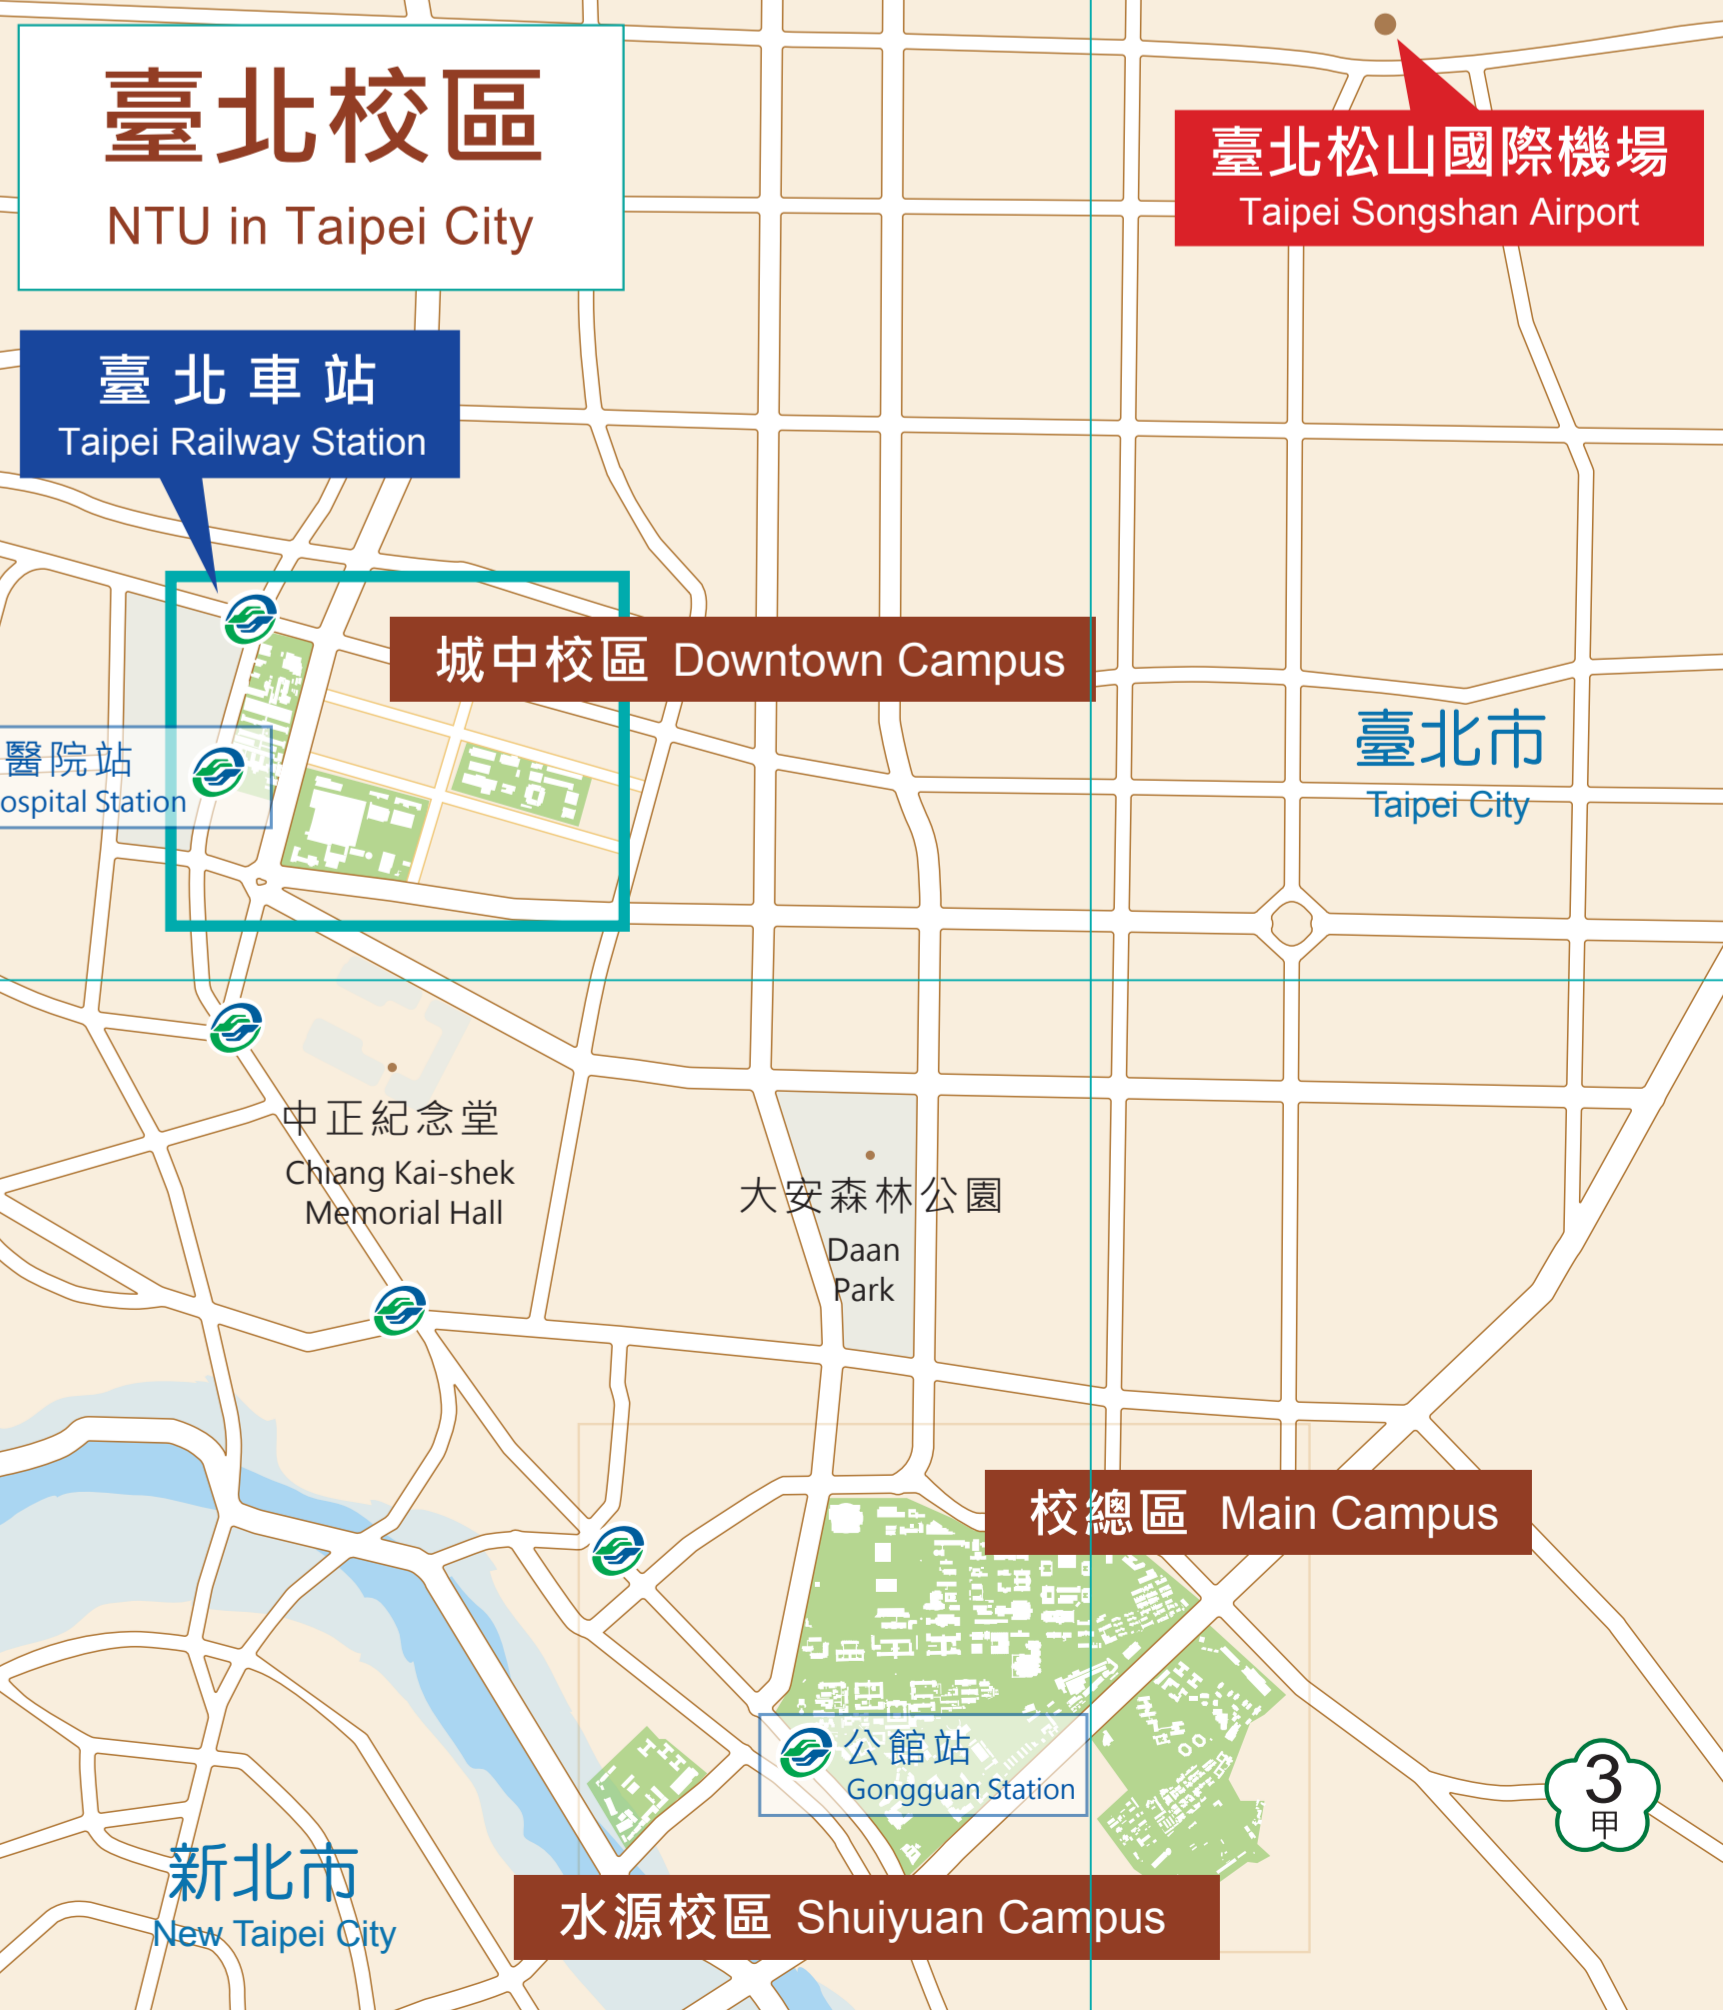 臺北校區
NTU in Taipei City
臺北松山國際機場
Taipei Songshan Airport
臺北車站
Taipei Railway Station
城中校區 Downtown Campus
臺北市
Taipei City
醫院站
ospital Station
中正紀念堂
Chiang Kai-shek
Memorial Hall
大安森林公園
Daan
Park
校總區 Main Campus
公館站
Gongguan Station
3
甲
新北市
New Taipei City
水源校區 Shuiyuan Campus